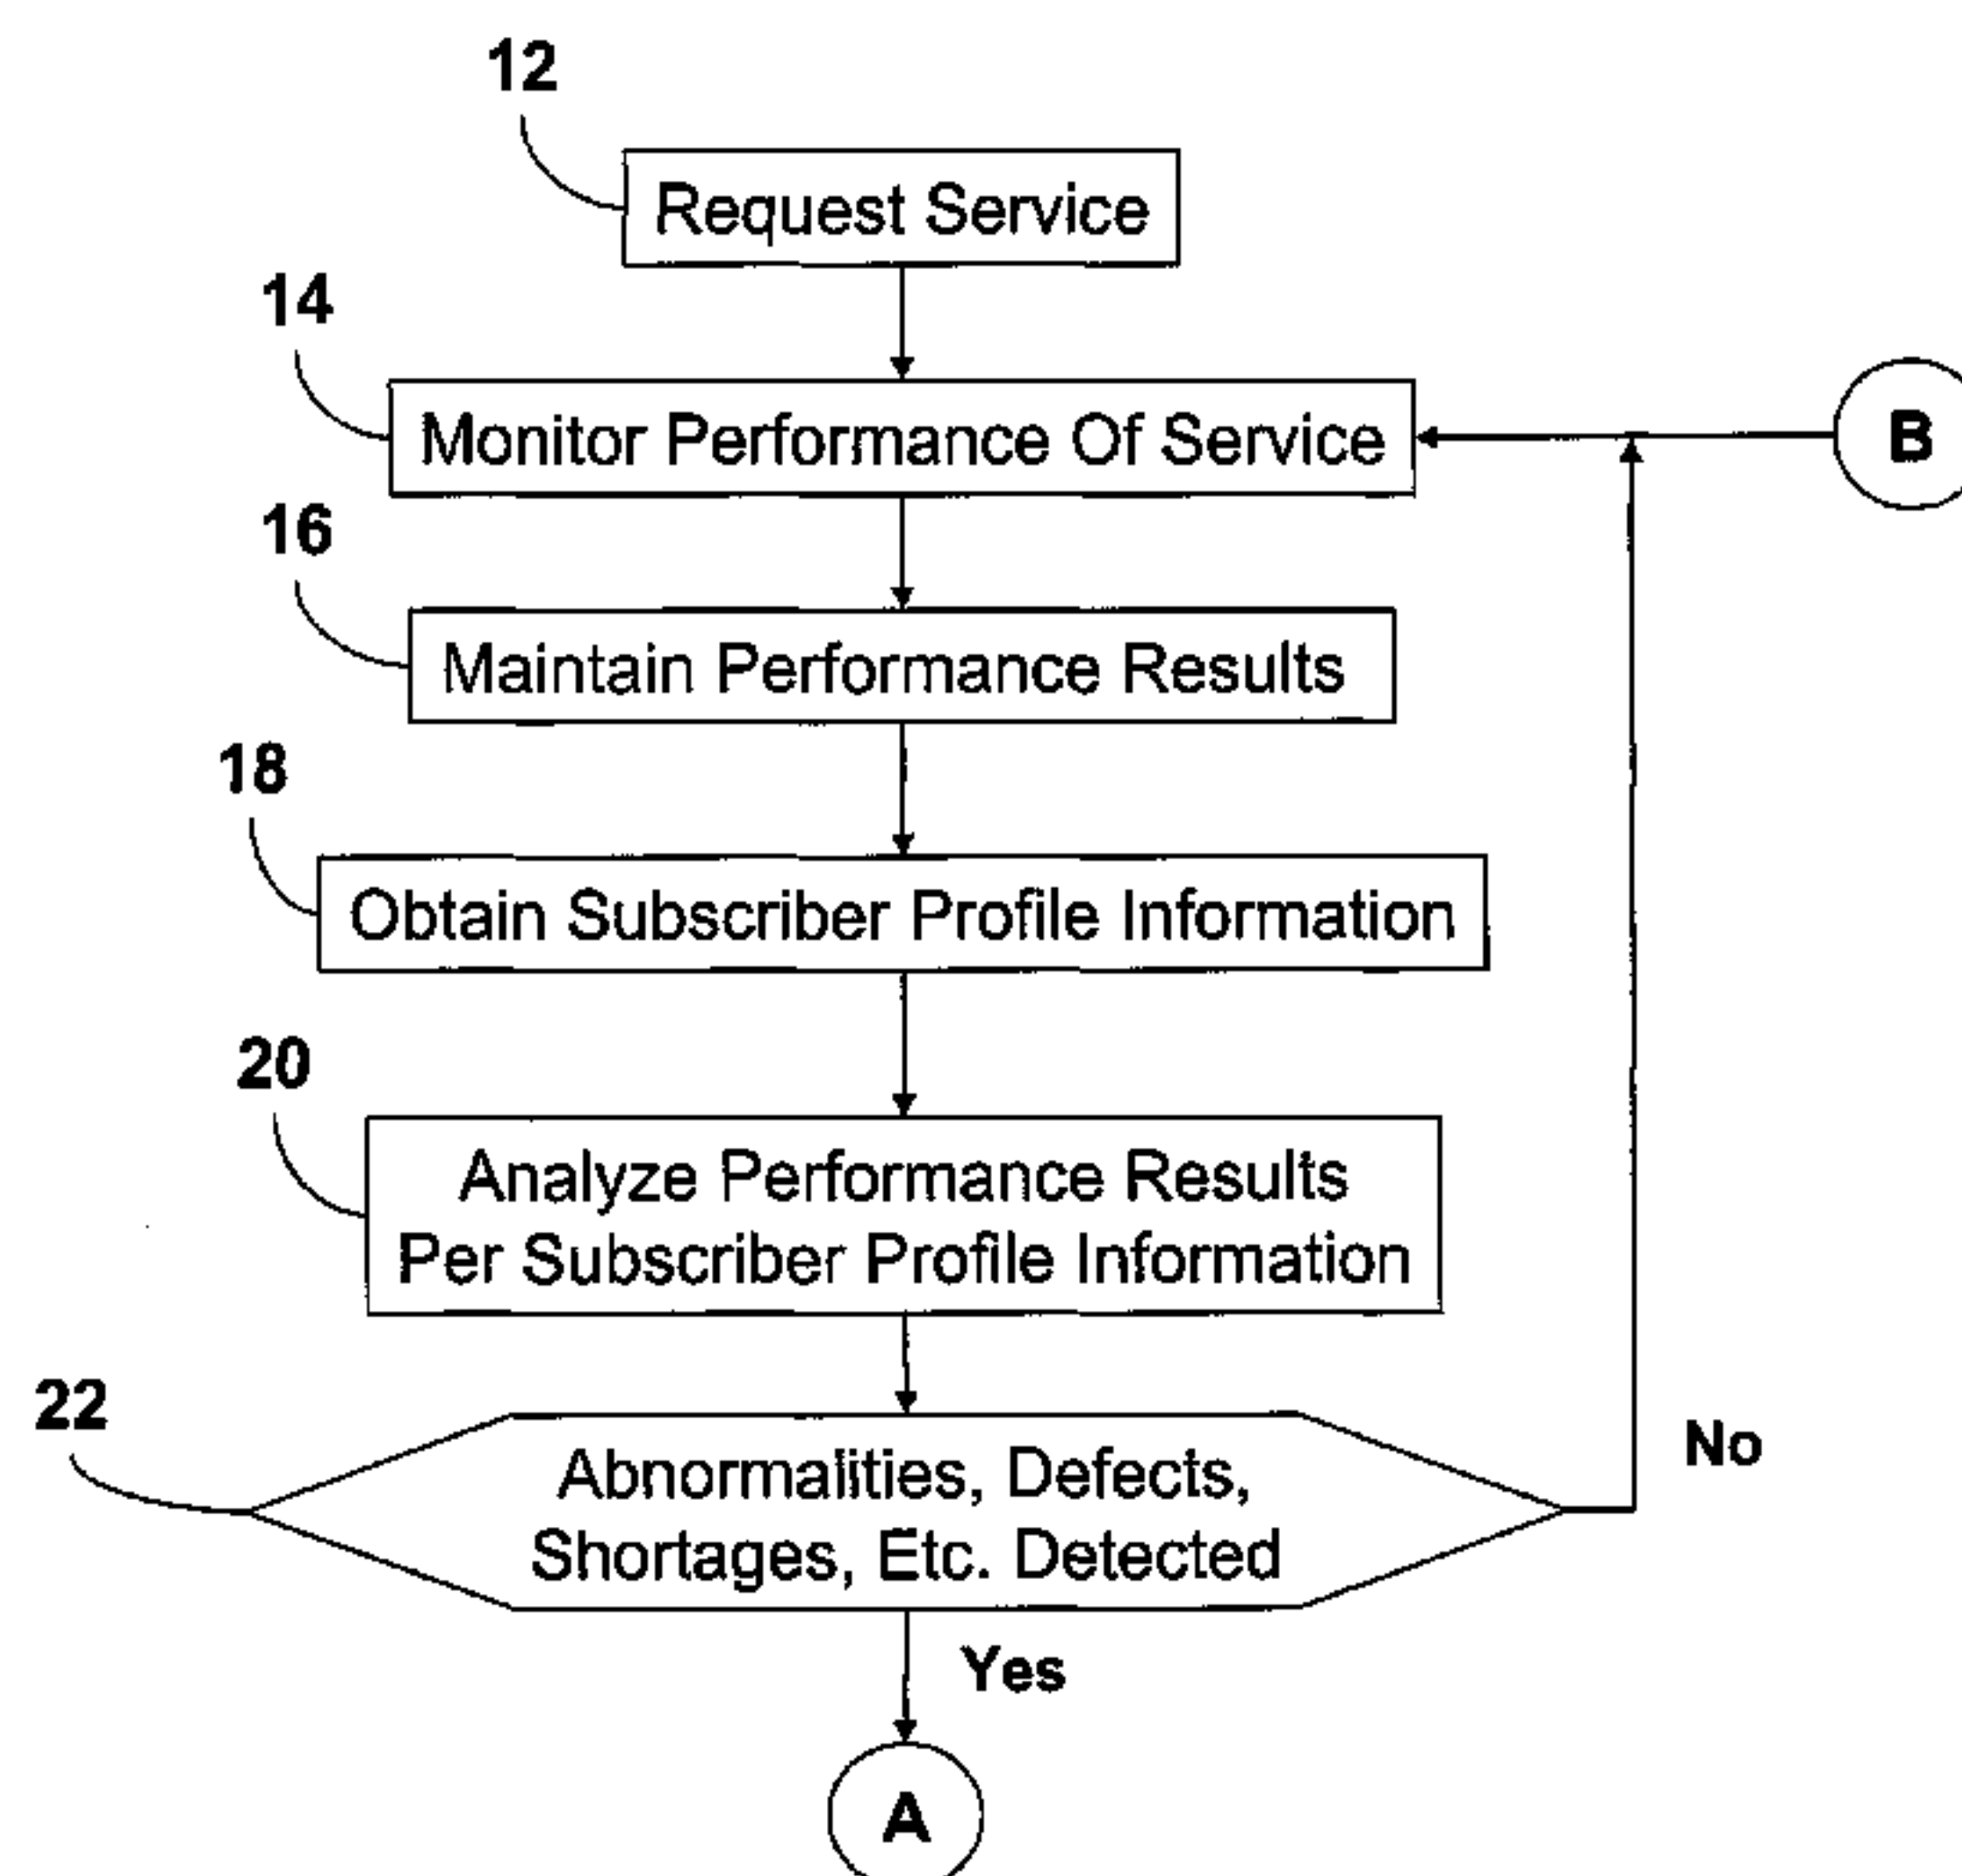 12
Request Service
14
Monitor Performance Of Service
B
16
Maintain Performance Results
18
Obtain Subscriber Profile Information
20
Analyze Performance Results
Per Subscriber Profile Information
22
Abnormalities, Defects,
Shortages, Etc. Detected
No
Yes
A